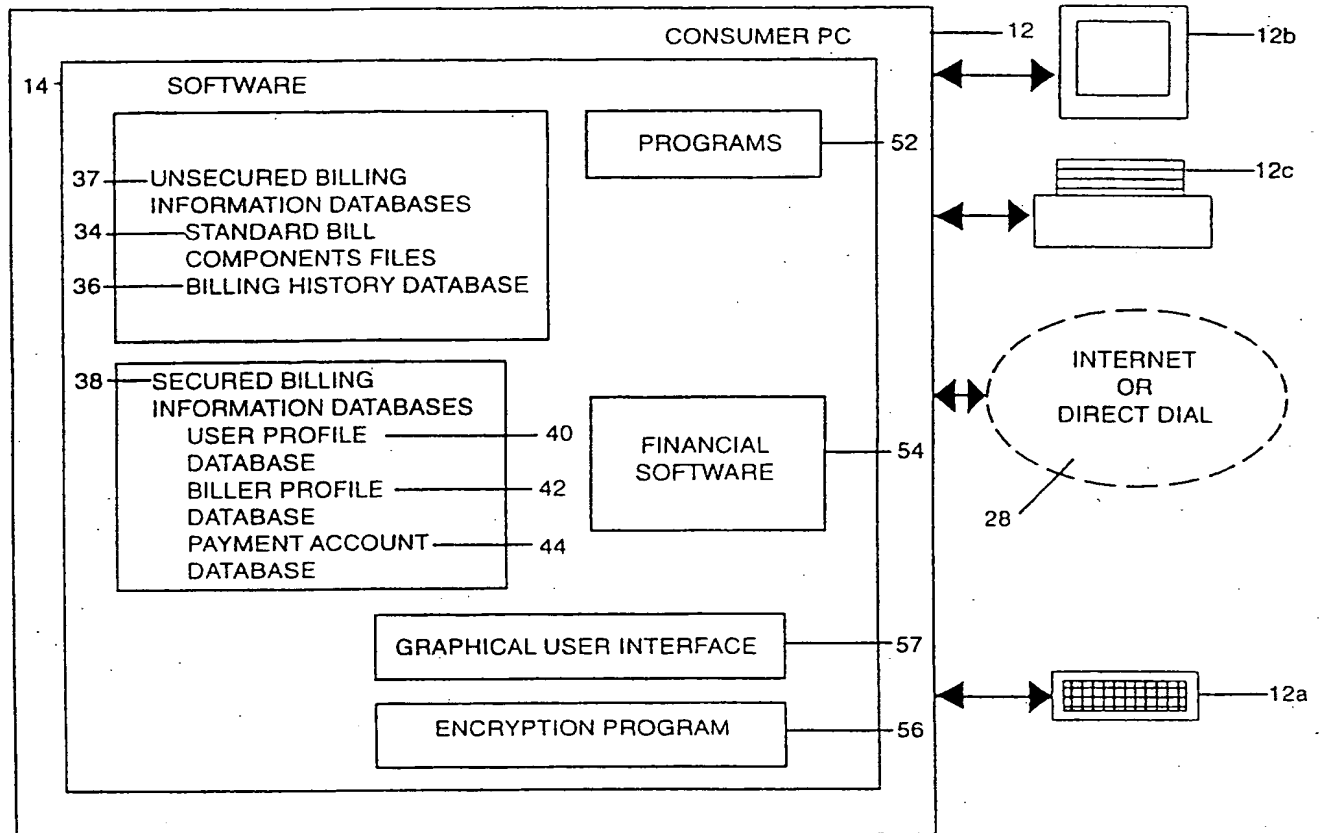 CONSUMER PC
12
12b
14
SOFTWARE
PROGRAMS
52
12c
37
UNSECURED BILLING
INFORMATION DATABASES
34
STANDARD BILL
COMPONENTS FILES
36
BILLING HISTORY DATABASE
INTERNET
OR
DIRECT DIAL
28
38
SECURED BILLING
INFORMATION DATABASES
USER PROFILE
40
DATABASE
BILLER PROFILE
42
DATABASE
PAYMENT ACCOUNT
44
DATABASE
FINANCIAL
SOFTWARE
54
GRAPHICAL USER INTERFACE
57
12a
ENCRYPTION PROGRAM
56